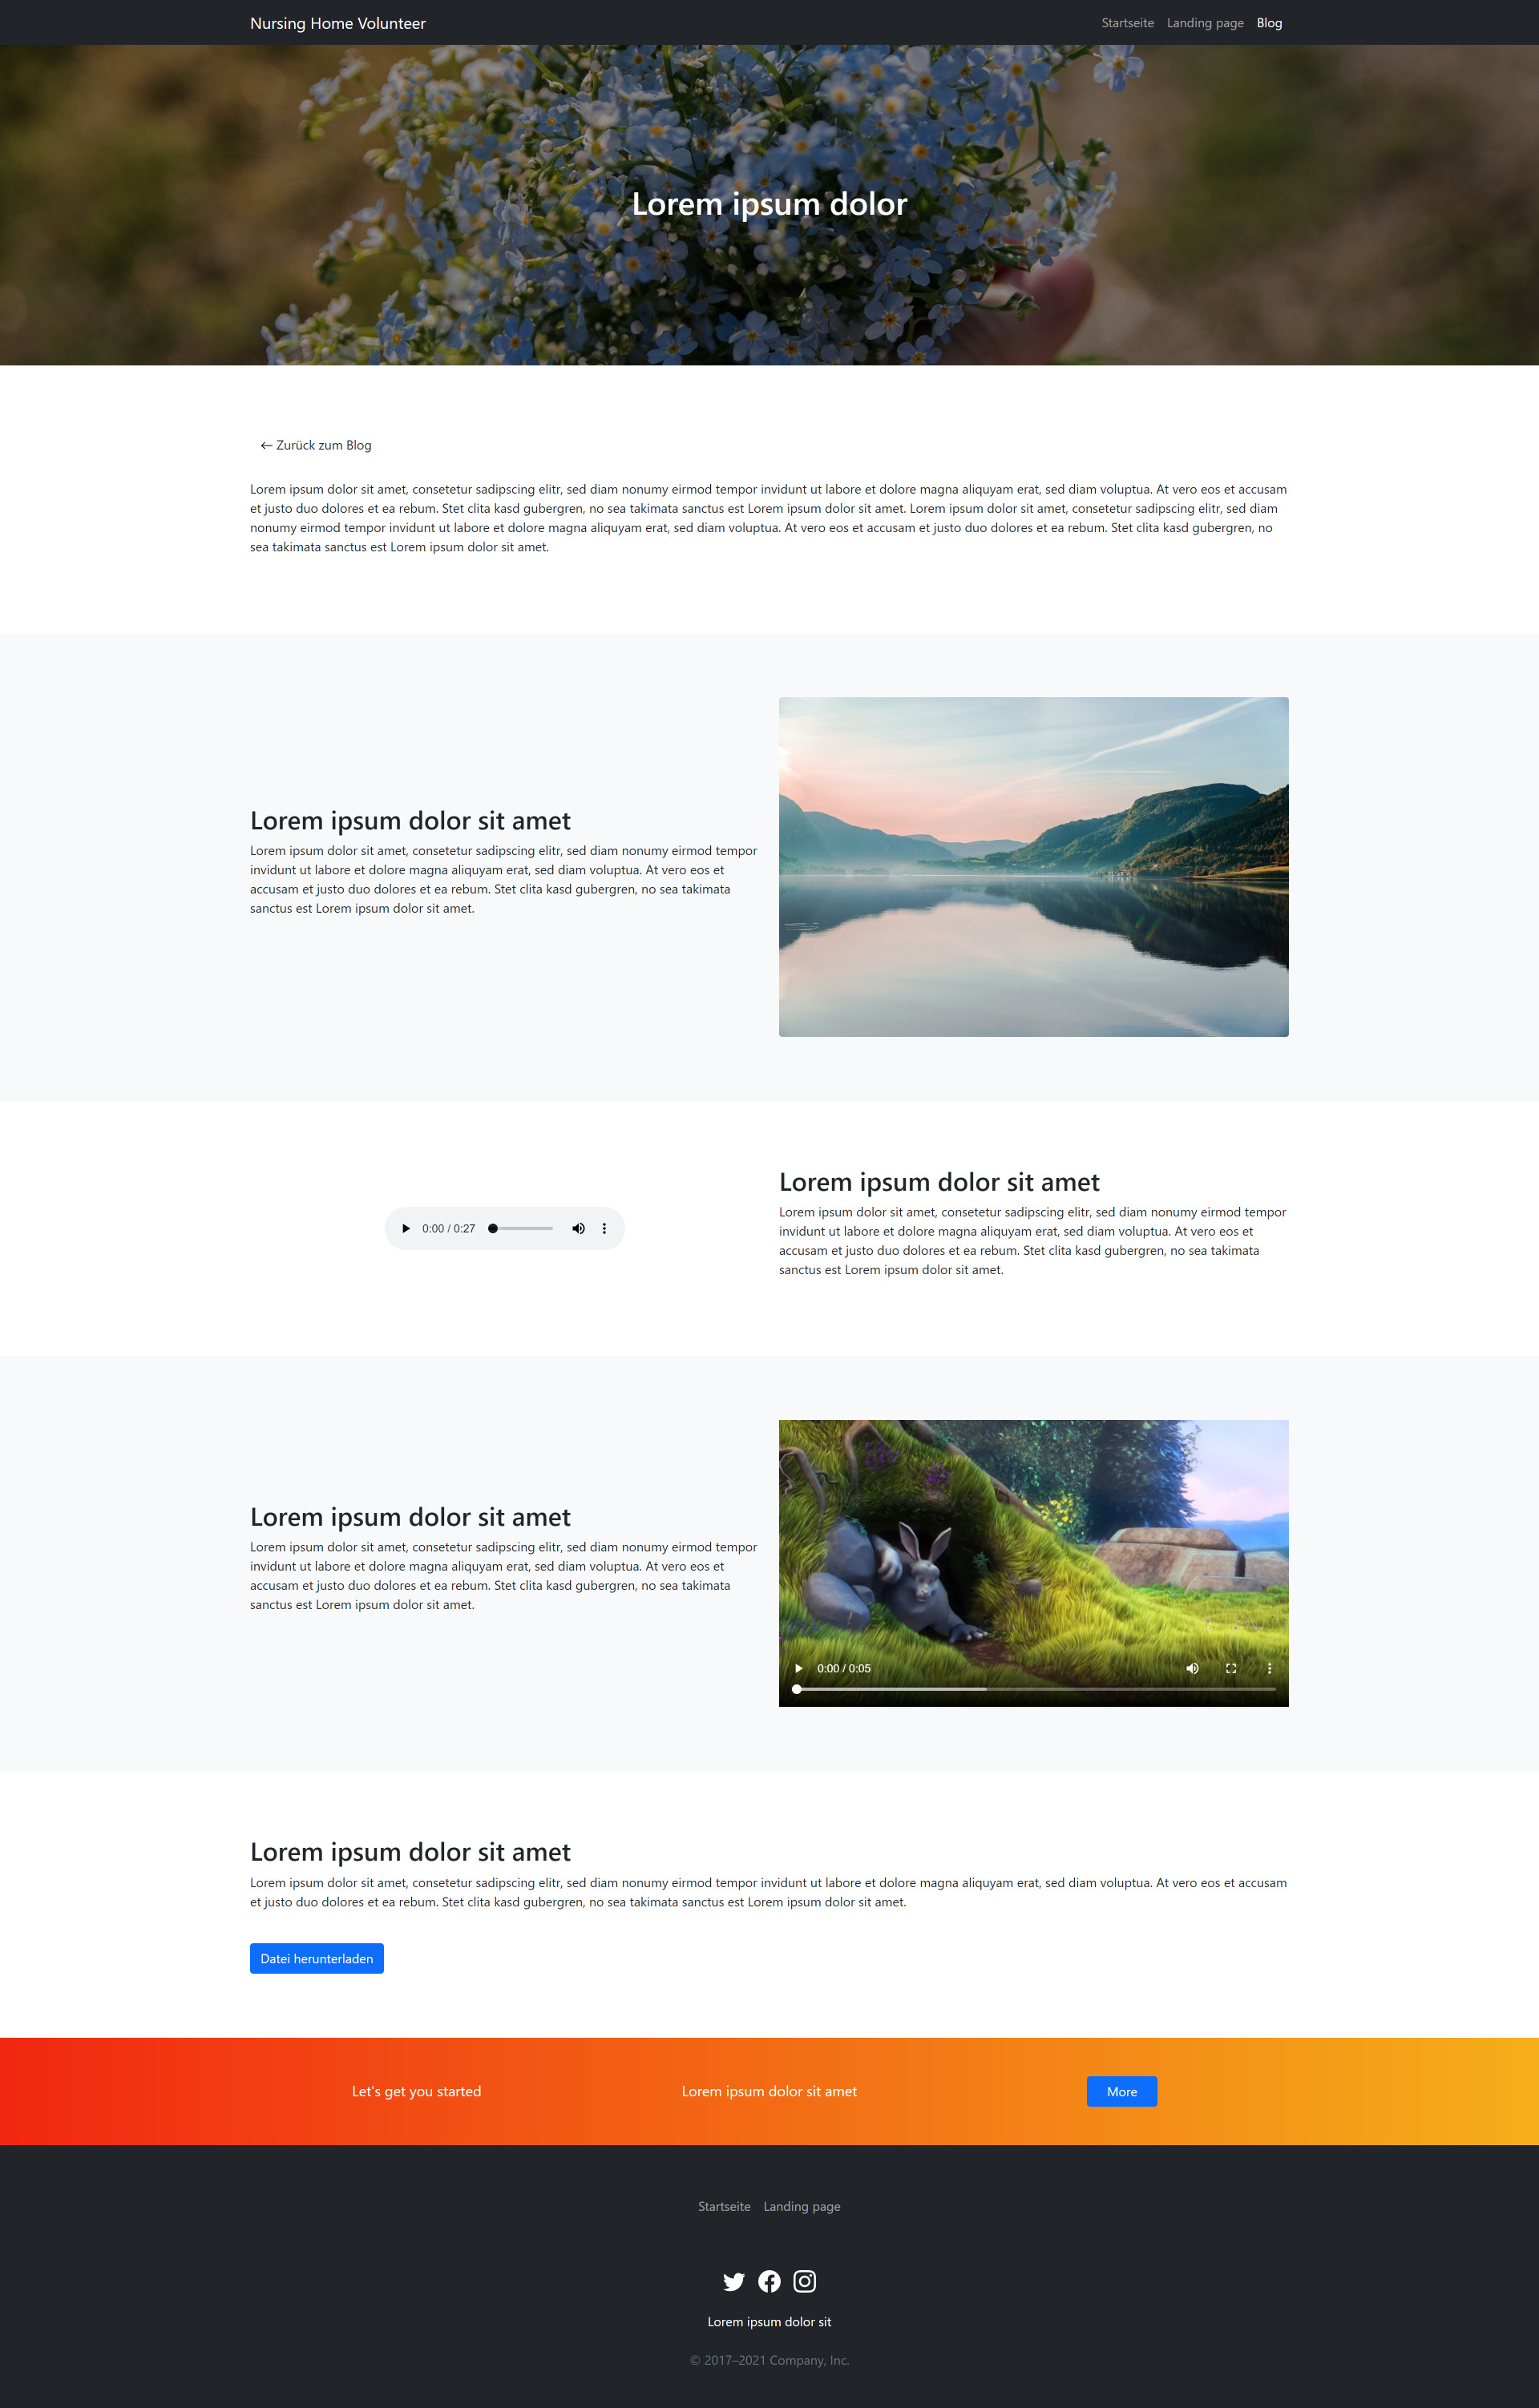 Nursing Home Volunteer
Startseite Landing page Blog
Lorem ipsum dolor
← Zurück zum Blog
Lorem ipsum dolor sit amet, consetetur sadipscing elitr, sed diam nonumy eirmod tempor invidunt ut labore et dolore magna aliquyam erat, sed diam voluptua. At vero eos et accusam
et justo duo dolores et ea rebum. Stet clita kasd gubergren, no sea takimata sanctus est Lorem ipsum dolor sit amet. Lorem ipsum dolor sit amet, consetetur sadipscing elitr, sed diam
nonumy eirmod tempor invidunt ut labore et dolore magna aliquyam erat, sed diam voluptua. At vero eos et accusam et justo duo dolores et ea rebum. Stet clita kasd gubergren, no
sea takimata sanctus est Lorem ipsum dolor sit amet.
Lorem ipsum dolor sit amet
Lorem ipsum dolor sit amet, consetetur sadipscing elitr, sed diam nonumy eirmod tempor
invidunt ut labore et dolore magna aliquyam erat, sed diam voluptua. At vero eos et
accusam et justo duo dolores et ea rebum. Stet clita kasd gubergren, no sea takimata
sanctus est Lorem ipsum dolor sit amet.
0:00 / 0:27
Lorem ipsum dolor sit amet
Lorem ipsum dolor sit amet, consetetur sadipscing elitr, sed diam nonumy eirmod tempor
invidunt ut labore et dolore magna aliquyam erat, sed diam voluptua. At vero eos et
accusam et justo duo dolores et ea rebum. Stet clita kasd gubergren, no sea takimata
sanctus est Lorem ipsum dolor sit amet.
Lorem ipsum dolor sit amet
Lorem ipsum dolor sit amet, consetetur sadipscing elitr, sed diam nonumy eirmod tempor
invidunt ut labore et dolore magna aliquyam erat, sed diam voluptua. At vero eos et
accusam et justo duo dolores et ea rebum. Stet clita kasd gubergren, no sea takimata
sanctus est Lorem ipsum dolor sit amet.
0:00 / 0:05
Lorem ipsum dolor sit amet
Lorem ipsum dolor sit amet, consetetur sadipscing elitr, sed diam nonumy eirmod tempor invidunt ut labore et dolore magna aliquyam erat, sed diam voluptua. At vero eos et accusam
et justo duo dolores et ea rebum. Stet clita kasd gubergren, no sea takimata sanctus est Lorem ipsum dolor sit amet.
Datei herunterladen
Let's get you started
Lorem ipsum dolor sit amet
More
Startseite Landing page
Lorem ipsum dolor sit
© 2017–2021 Company, Inc.